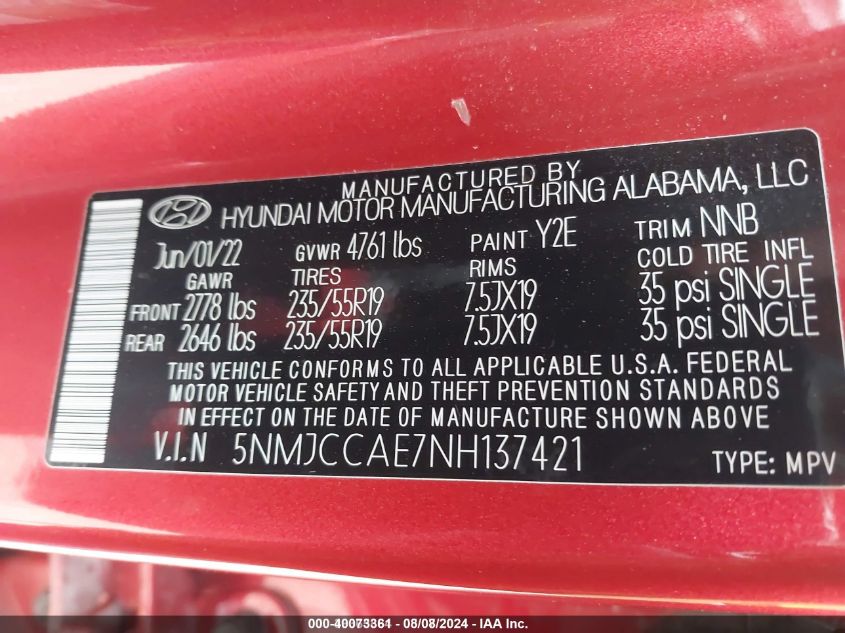 MANUFACTURED BY
HYUNDAI MOTOR MANUFACTURING ALABAMA, LLC
Jun/01/22 GVWR 4761 lbs PAINT Y2E TRIM NNB
GAWR TIRES RIMS COLD TIRE INFL
FRONT 2778 lbs 235/55R19 7.5JX19 35 psi SINGLE
REAR 2646 lbs 235/55R19 7.5JX19 35 psi SINGLE
THIS VEHICLE CONFORMS TO ALL APPLICABLE U.S.A. FEDERAL
MOTOR VEHICLE SAFETY AND THEFT PREVENTION STANDARDS
IN EFFECT ON THE DATE OF MANUFACTURE SHOWN ABOVE
V.I.N 5NMJCCAE7NH137421 TYPE: MPV
000-40073361 - 08/08/2024 - IAA Inc.